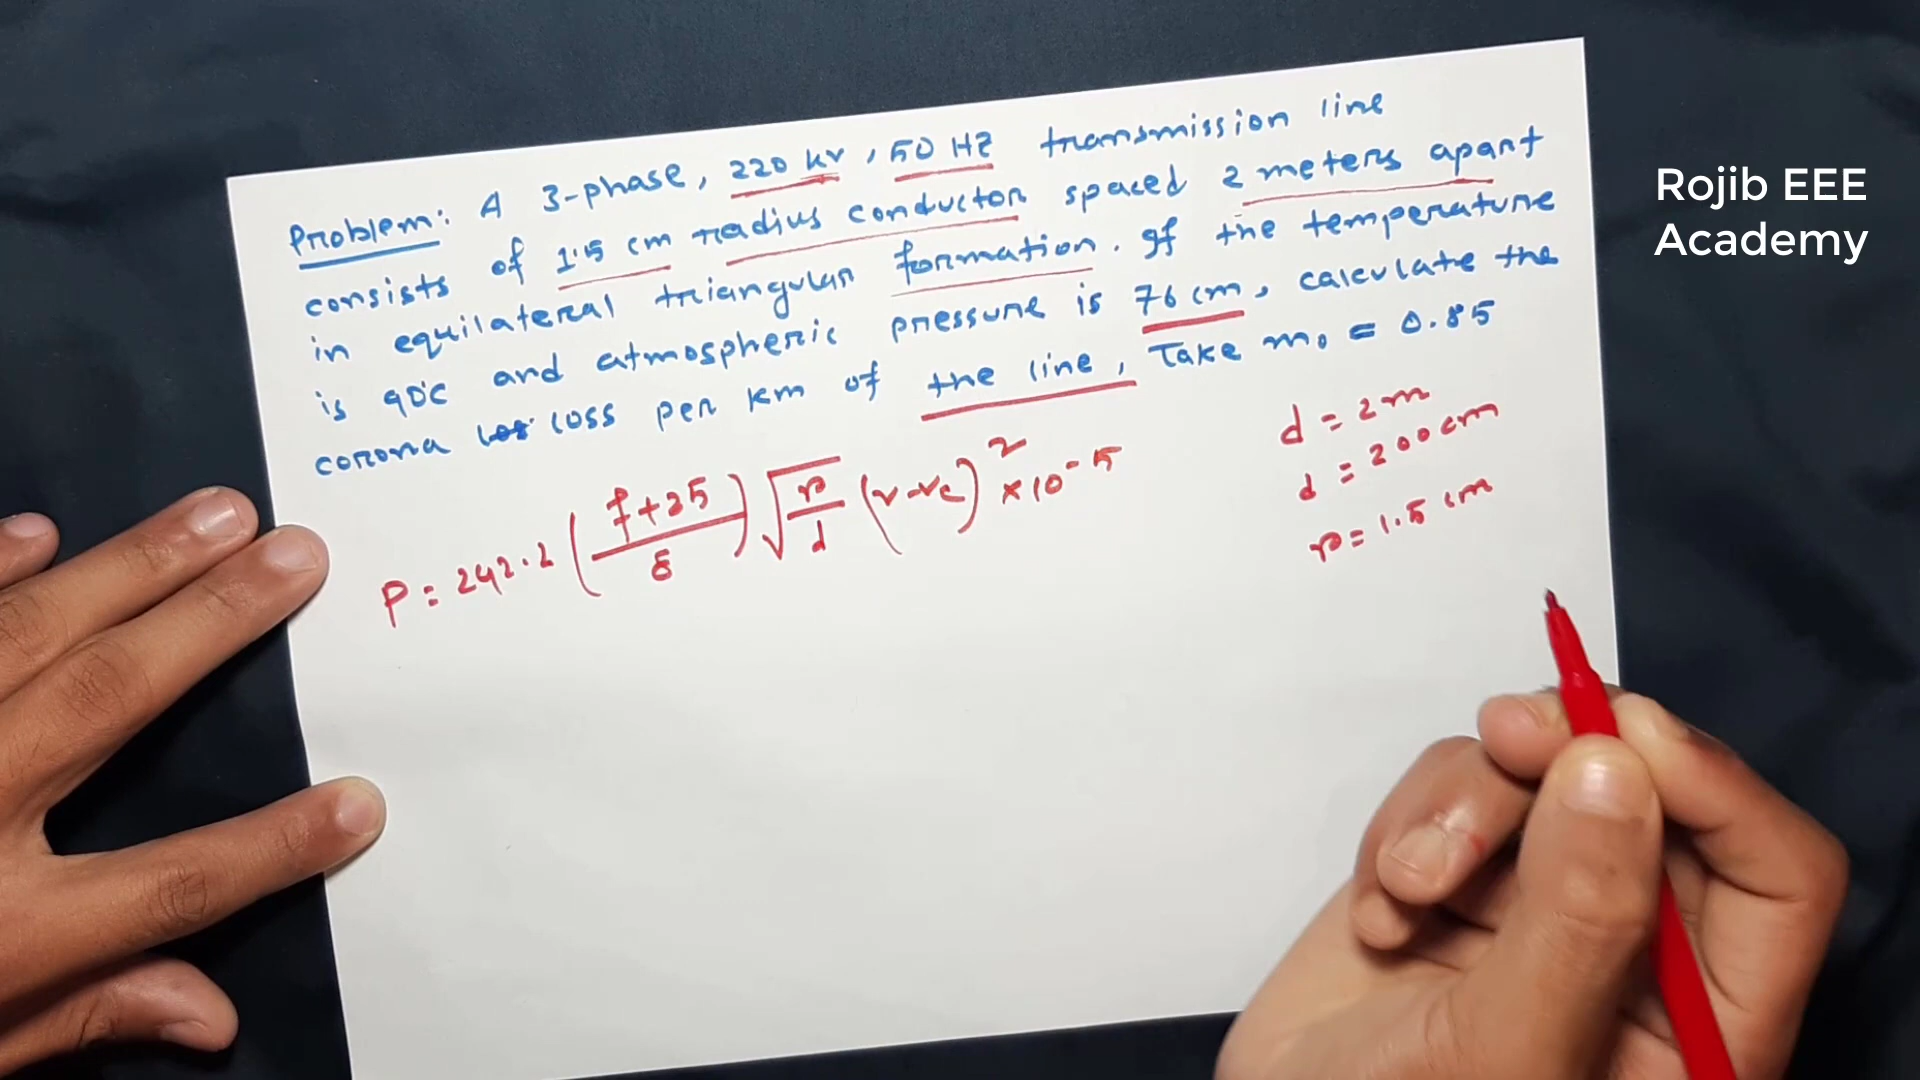 Problem: A 3-phase, 220 kv, 50 HZ transmission line
consists of 1.5 cm radius conductor spaced 2 meters apart
in equilateral triangular formation. If the temperature
is 40°C and atmospheric pressure is 76 cm, calculate the
corona loss per km of the line, Take m₀ = 0.85
P = 242.2 (f+25/δ) √r/d (v-vc)² × 10⁻⁵
d = 2m
d = 200cm
r = 1.5 cm
Rojib EEE
Academy